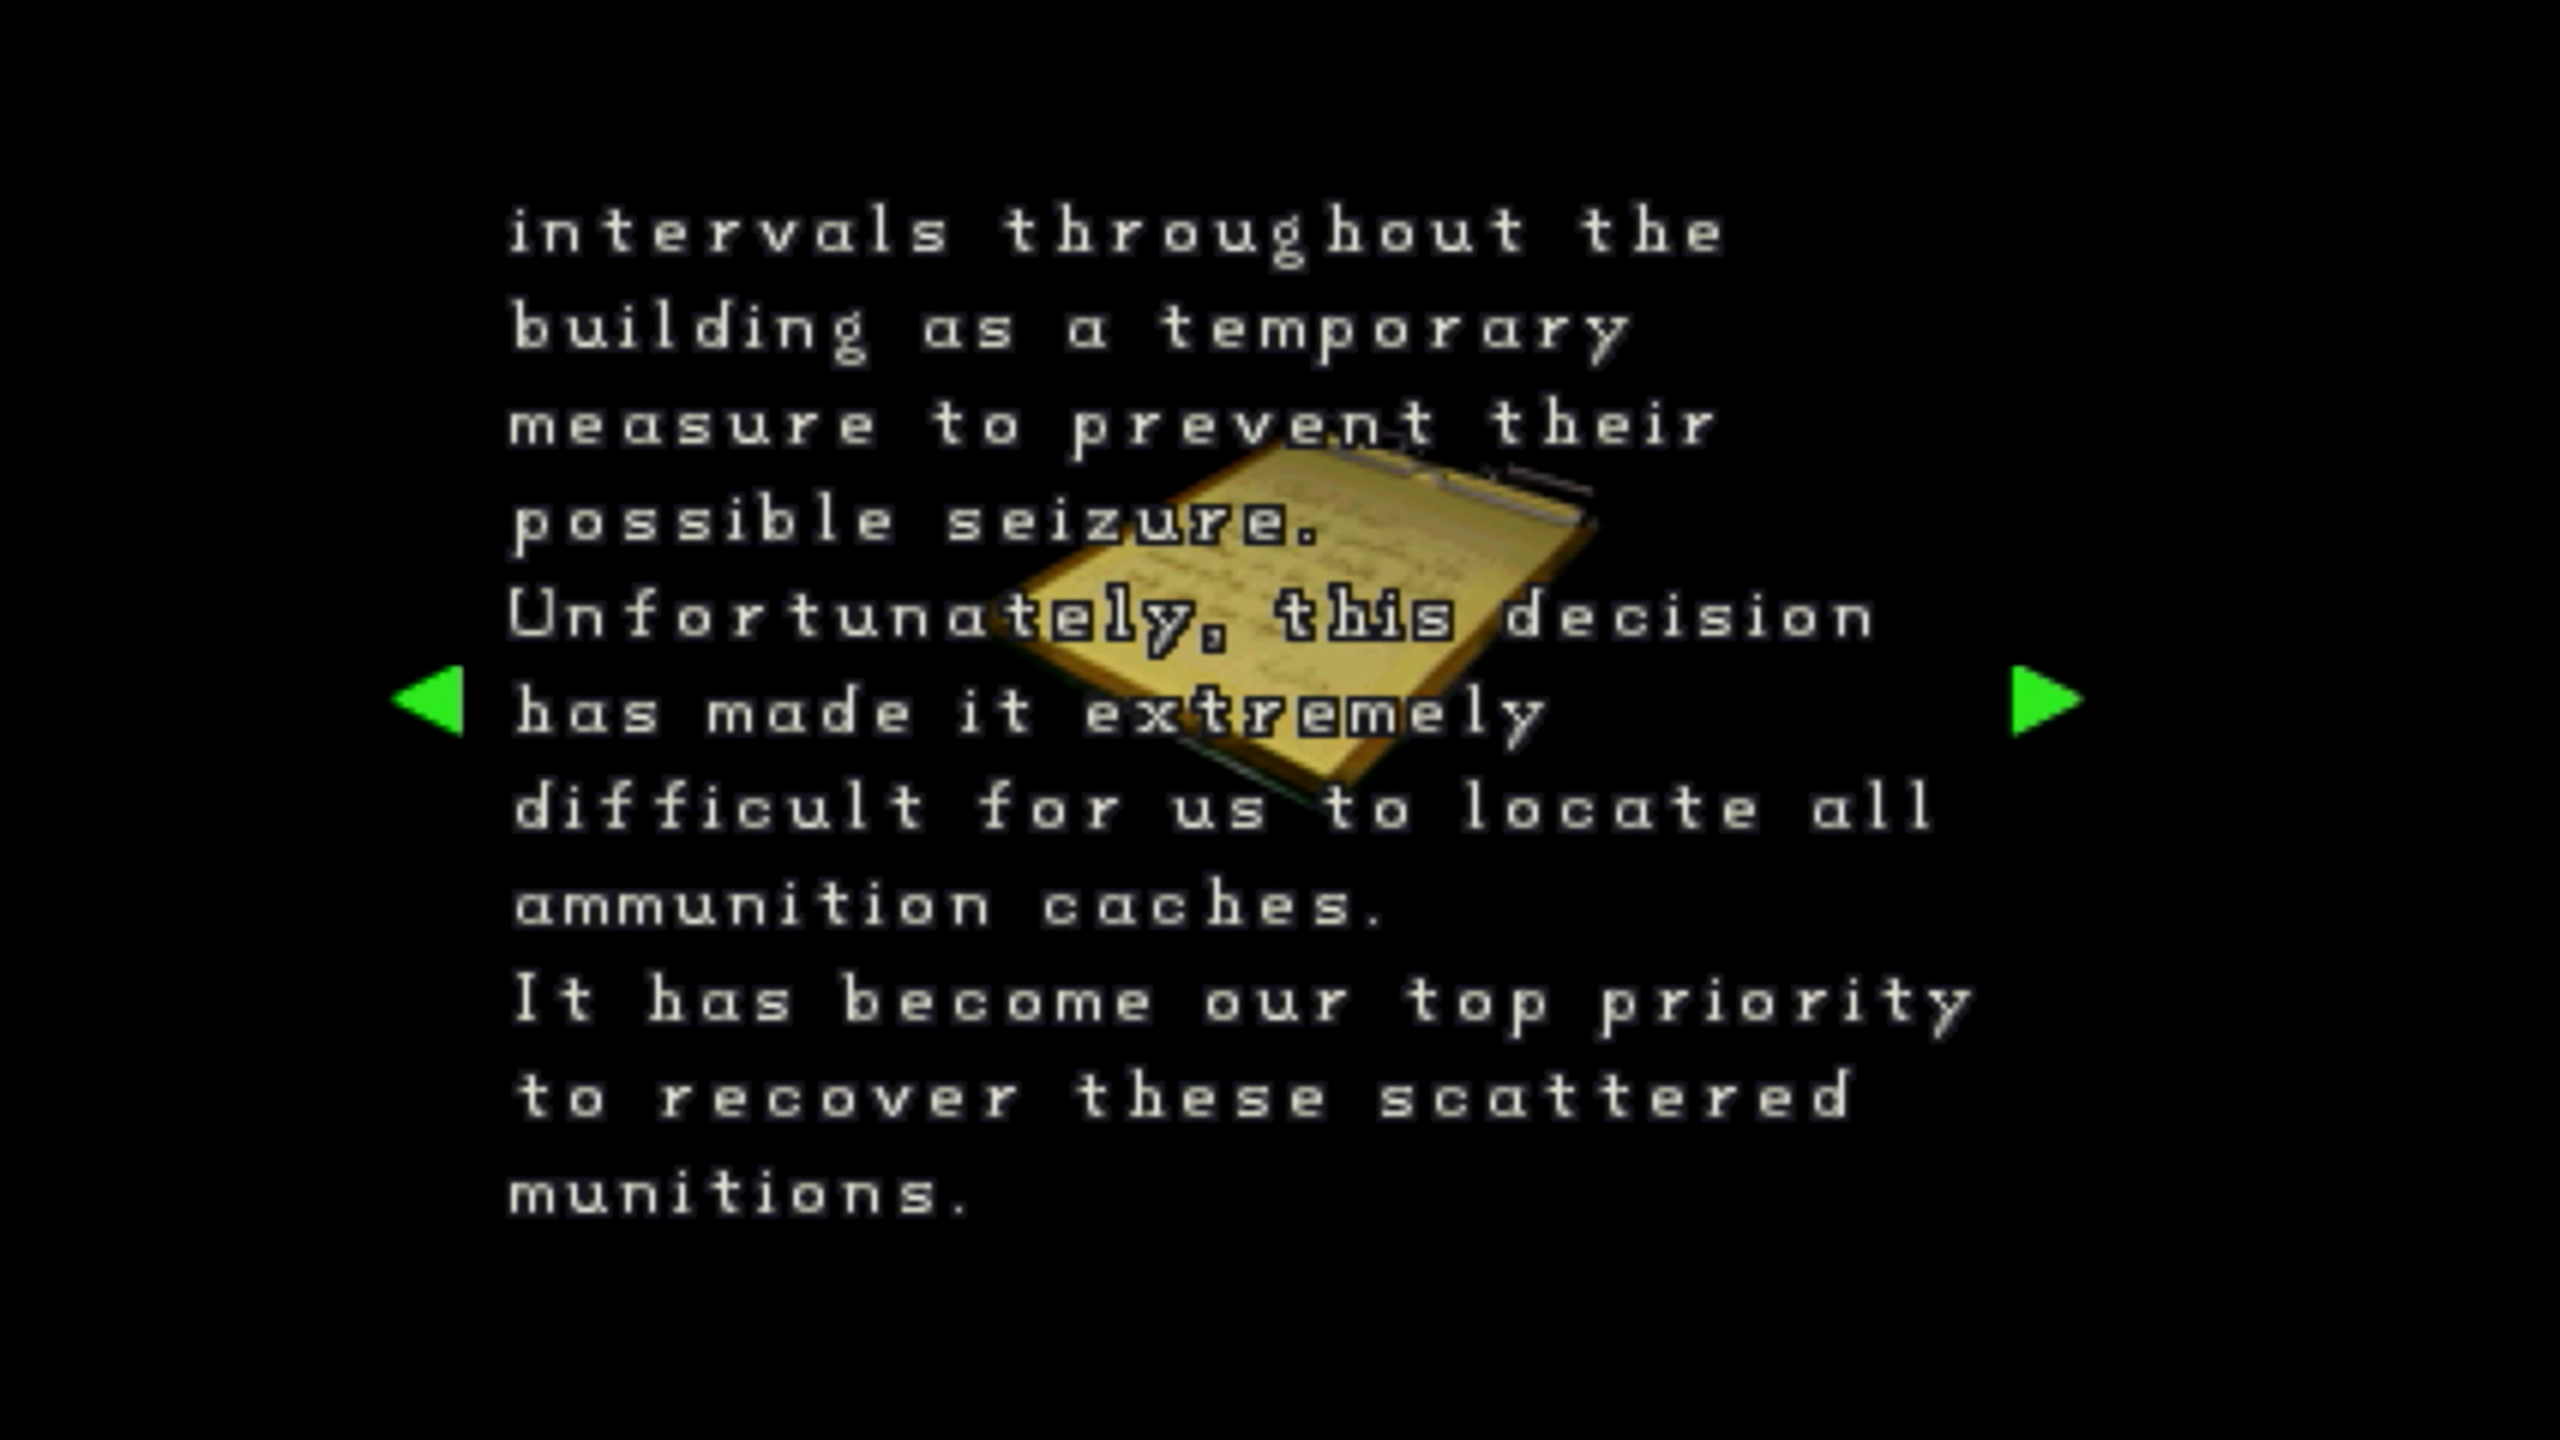 intervals throughout the
building as a temporary
measure to prevent their
possible seizure.
Unfortunately, this decision
has made it extremely
difficult for us to locate all
ammunition caches.
It has become our top priority
to recover these scattered
munitions.